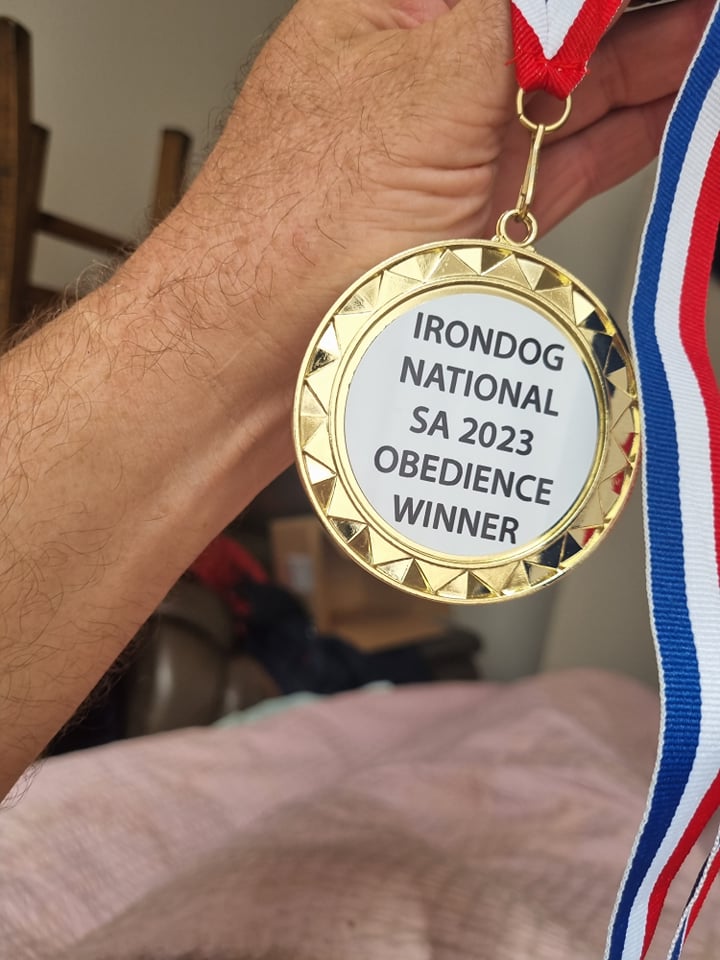 IRONDOG
NATIONAL
SA 2023
OBEDIENCE
WINNER